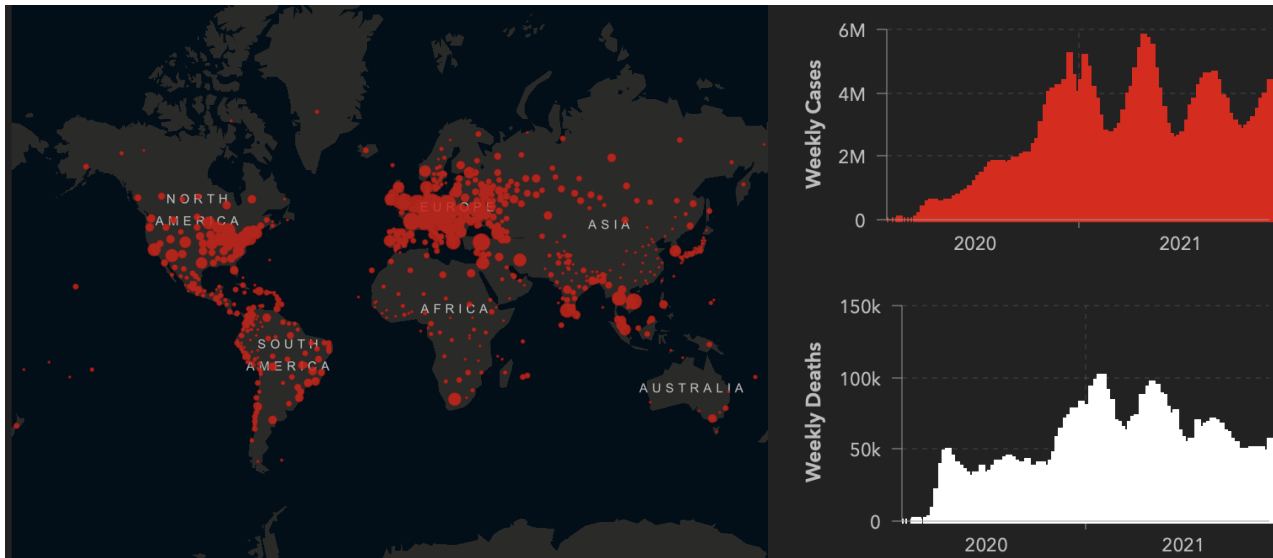 NORTH
AMERICA
EUROPE
ASIA
AFRICA
SOUTH
AMERICA
AUSTRALIA
Weekly Cases
6M
4M
2M
0
2020
2021
Weekly Deaths
150k
100k
50k
0
2020
2021